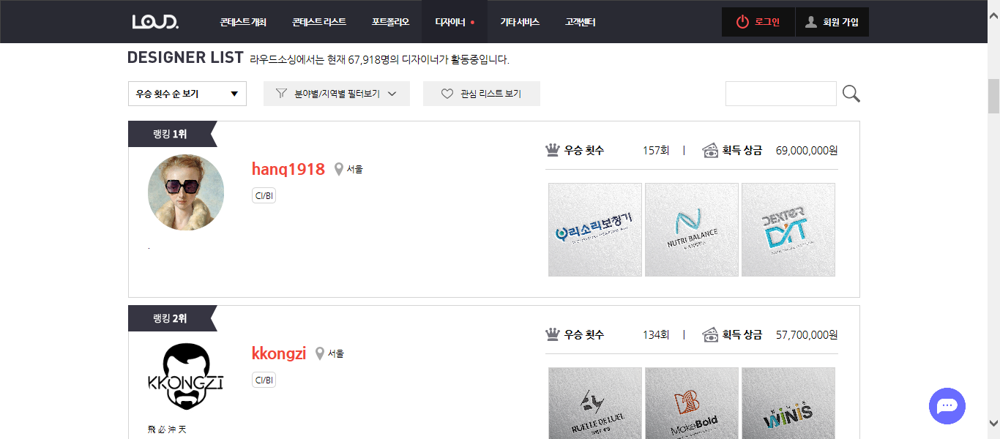 LOUD. 콘테스트 개최 콘테스트 리스트 포트폴리오 디자이너 기타 서비스 고객센터 로그인 회원 가입
DESIGNER LIST 라우드소싱에서는 현재 67,918명의 디자이너가 활동중입니다.
우승 횟수 순 보기 분야별/지역별 필터보기 관심 리스트 보기
랭킹 1위
hanq1918 서울
CI/BI
.
우승 횟수 157회 | 획득 상금 69,000,000원
리소리보청기
NUTRI BALANCE
DEXTER
DXT
랭킹 2위
kkongzi 서울
CI/BI
KKONGZI
飛必沖天
우승 횟수 134회 | 획득 상금 57,700,000원
RUELLE DE LUEL
MakeBold
WiNiS